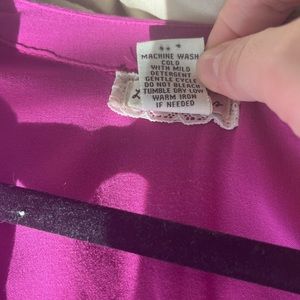 ** **
MACHINE WASH
COLD
WITH MILD
DETERGENT
GENTLE CYCLE
DO NOT BLEACH
TUMBLE DRY LOW
WARM IRON
IF NEEDED